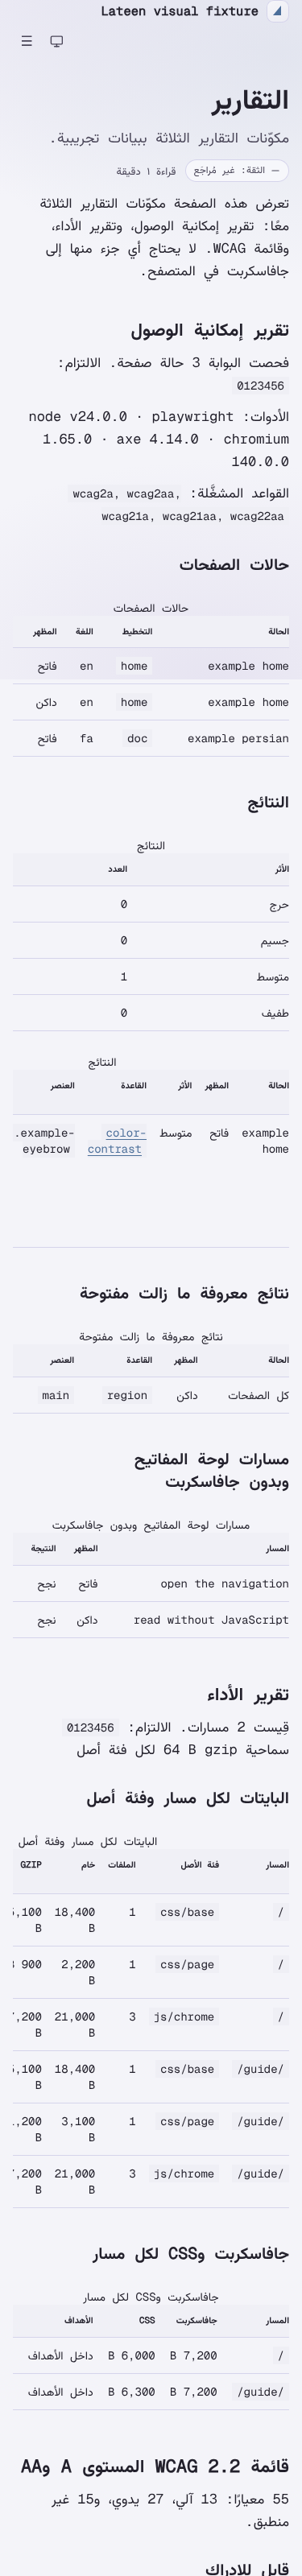 Lateen visual fixture
التقارير
مكوّنات التقارير الثلاثة ببيانات تجريبية.
— الثقة: غير مُراجَع
قراءة ١ دقيقة
تعرض هذه الصفحة مكوّنات التقارير الثلاثة
معًا: تقرير إمكانية الوصول، وتقرير الأداء،
وقائمة WCAG. لا يحتاج أي جزء منها إلى
جافاسكربت في المتصفح.
تقرير إمكانية الوصول
فحصت البوابة 3 حالة صفحة. الالتزام:
0123456
الأدوات: node v24.0.0 · playwright
1.65.0 · axe 4.14.0 · chromium
140.0.0
القواعد المشغَّلة: wcag2a, wcag2aa,
wcag21a, wcag21aa, wcag22aa
حالات الصفحات
حالات الصفحات
الحالة التخطيط اللغة المظهر
example home home en فاتح
example home home en داكن
example persian doc fa فاتح
النتائج
النتائج
الأثر العدد
حرج 0
جسيم 0
متوسط 1
طفيف 0
النتائج
الحالة المظهر الأثر القاعدة العنصر
example فاتح متوسط color- .example-
home contrast eyebrow
نتائج معروفة ما زالت مفتوحة
نتائج معروفة ما زالت مفتوحة
الحالة المظهر القاعدة العنصر
كل الصفحات داكن region main
مسارات لوحة المفاتيح
وبدون جافاسكربت
مسارات لوحة المفاتيح وبدون جافاسكربت
المسار المظهر النتيجة
open the navigation فاتح نجح
read without JavaScript داكن نجح
تقرير الأداء
قِيست 2 مسارات. الالتزام: 0123456
سماحية 64 B gzip لكل فئة أصل
البايتات لكل مسار وفئة أصل
البايتات لكل مسار وفئة أصل
المسار فئة الأصل الملفات خام GZIP
/ css/base 1 18,400 ,100
B B
/ css/page 1 2,200 900
B
/ js/chrome 3 21,000 ,200
B B
/guide/ css/base 1 18,400 ,100
B B
/guide/ css/page 1 3,100 ,200
B B
/guide/ js/chrome 3 21,000 ,200
B B
جافاسكربت وCSS لكل مسار
جافاسكربت وCSS لكل مسار
المسار جافاسكربت CSS الأهداف
/ 7,200 B 6,000 B داخل الأهداف
/guide/ 7,200 B 6,300 B داخل الأهداف
قائمة WCAG 2.2 المستوى A وAA
55 معيارًا: 13 آلي، 27 يدوي، و15 غير
منطبق.
قابل للإدراك